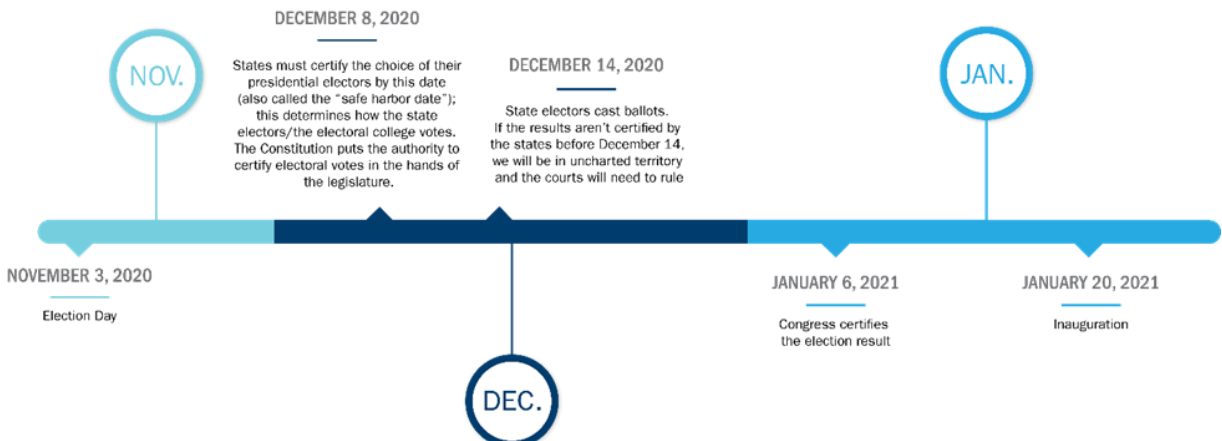 NOV.
DECEMBER 8, 2020
States must certify the choice of their
presidential electors by this date
(also called the “safe harbor date”);
this determines how the state
electors/the electoral college votes.
The Constitution puts the authority to
certify electoral votes in the hands of
the legislature.
DECEMBER 14, 2020
State electors cast ballots.
If the results aren’t certified by
the states before December 14,
we will be in uncharted territory
and the courts will need to rule
JAN.
NOVEMBER 3, 2020
Election Day
DEC.
JANUARY 6, 2021
Congress certifies
the election result
JANUARY 20, 2021
Inauguration